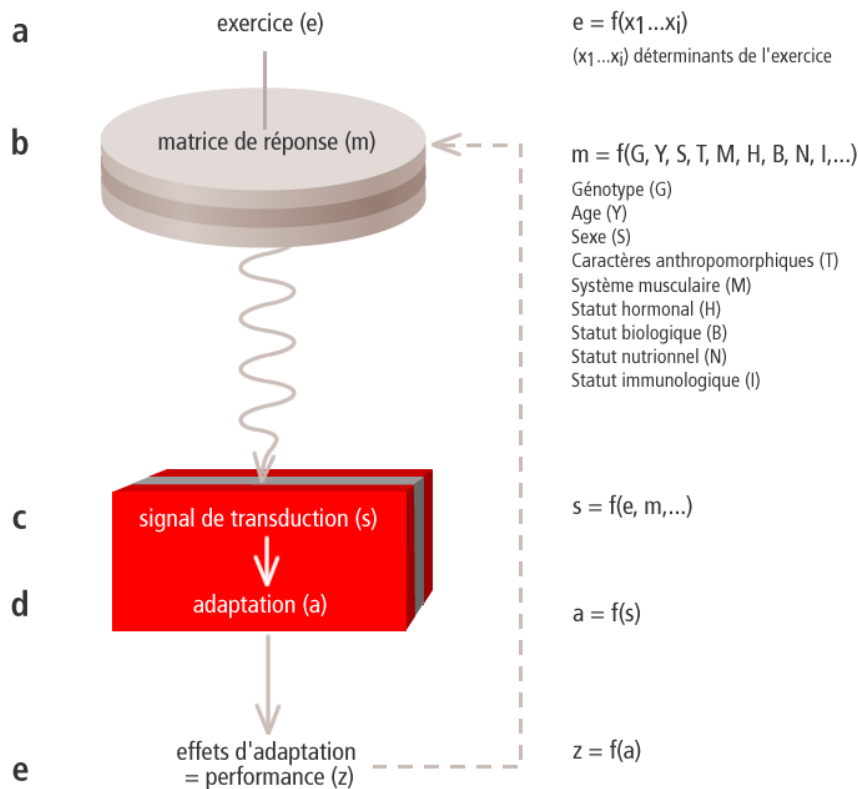 a
exercice (e)
e = f(x1...xi)
(x1...xi) déterminants de l'exercice
b
matrice de réponse (m)
m = f(G, Y, S, T, M, H, B, N, I,...)
Génotype (G)
Age (Y)
Sexe (S)
Caractères anthropomorphiques (T)
Système musculaire (M)
Statut hormonal (H)
Statut biologique (B)
Statut nutrionnel (N)
Statut immunologique (I)
c
signal de transduction (s)
s = f(e, m,...)
d
adaptation (a)
a = f(s)
e
effets d'adaptation
= performance (z)
z = f(a)